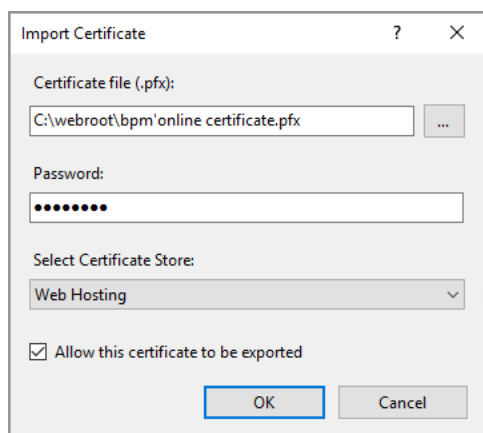 Import Certificate ?
Certificate file (.pfx):
C:\webroot\bpm'online certificate.pfx ...
Password:
●●●●●●●●
Select Certificate Store:
Web Hosting
Allow this certificate to be exported
OK Cancel